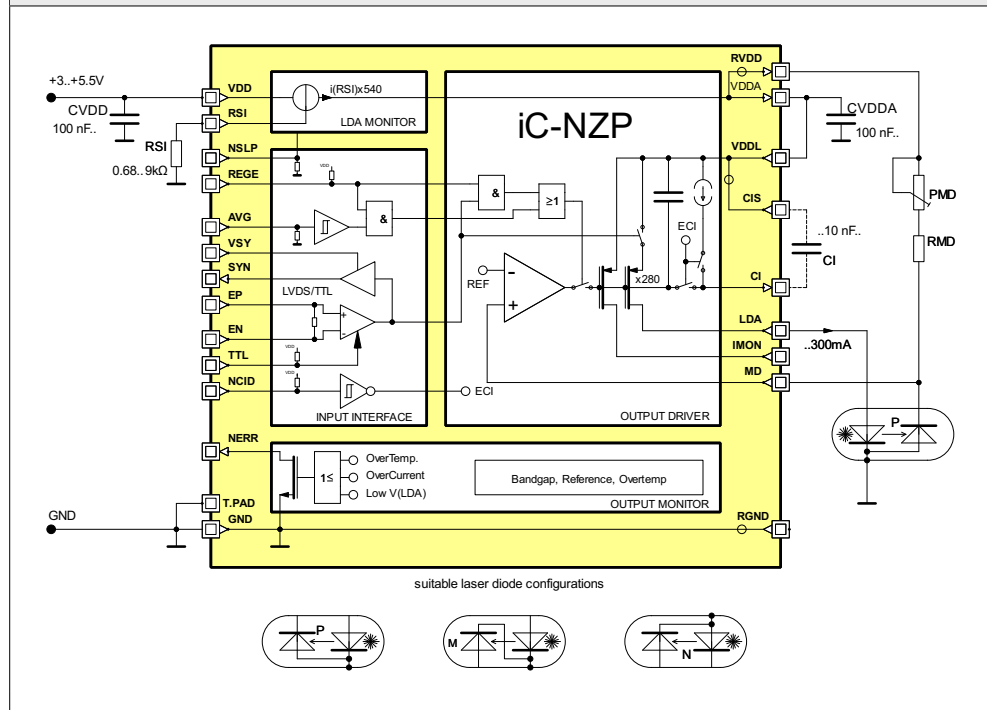 +3..+5.5V
CVDD
100 nF..
RSI
0.68..9kΩ
VDD
RSI
NSLP
REGE
AVG
VSY
SYN
EP
EN
TTL
NCID
NERR
T.PAD
GND
GND
i(RSI)x540
LDA MONITOR
VDD
&
LVDS/TTL
+
-
VDD
VDD
INPUT INTERFACE
ECI
iC-NZP
&
≥1
REF
-
+
x280
ECI
OUTPUT DRIVER
1≤
OverTemp.
OverCurrent
Low V(LDA)
Bandgap, Reference, Overtemp
OUTPUT MONITOR
RVDD
VDDA
VDDL
CIS
CI
LDA
IMON
MD
RGND
CVDDA
100 nF..
PMD
RMD
..10 nF..
CI
..300mA
P
suitable laser diode configurations
P
M
N